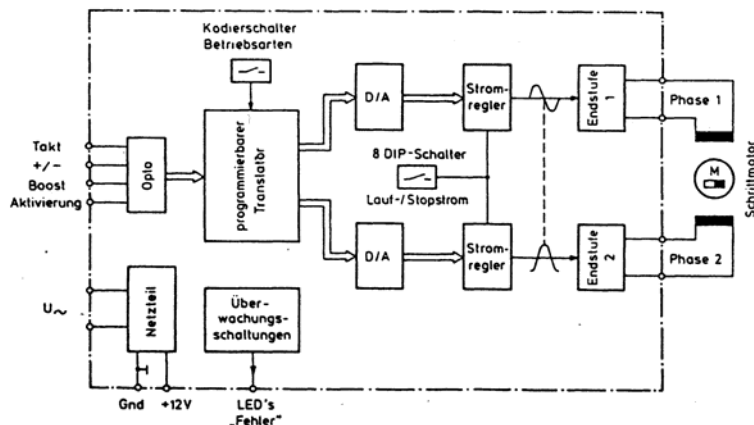 Kodierschalter
Betriebsarten
D/A
Strom-
regler
Endstufe
1
Phase 1
Takt
+/−
Boost
Aktivierung
Opto
programmierbarer
Translator
8 DIP-Schalter
Lauf-/Stopstrom
M
Schrittmotor
D/A
Strom-
regler
Endstufe
2
Phase 2
U~
Netzteil
Über-
wachungs-
schaltungen
Gnd
+12V
LED's
„Fehler"